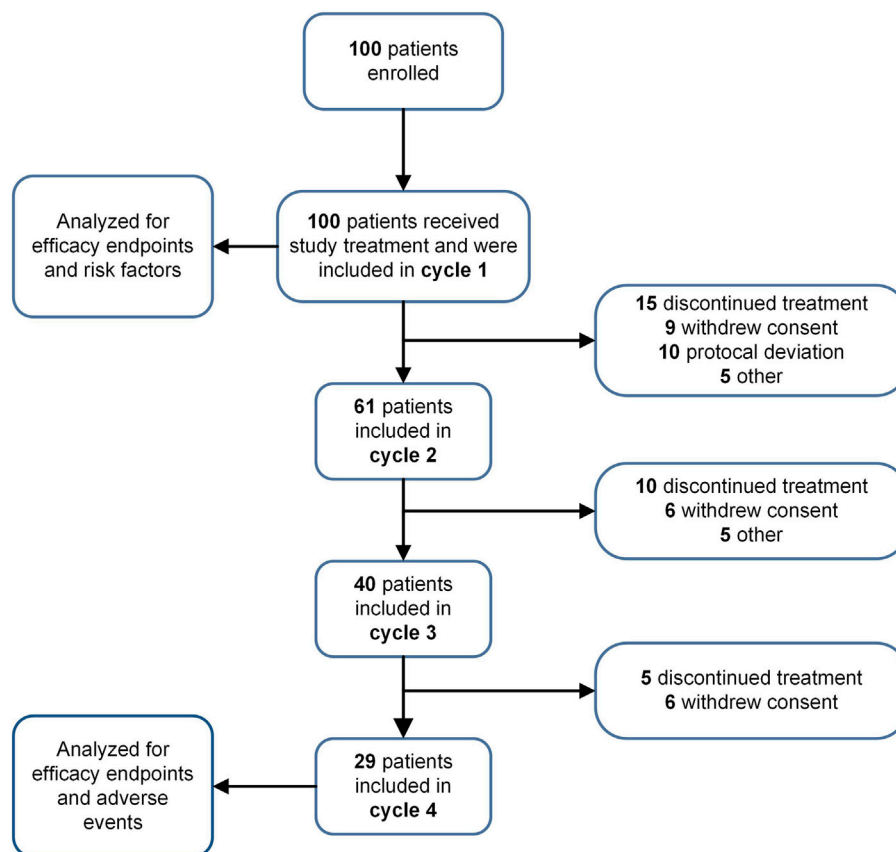 100 patients
enrolled
100 patients received
study treatment and were
included in cycle 1
Analyzed for
efficacy endpoints
and risk factors
15 discontinued treatment
9 withdrew consent
10 protocal deviation
5 other
61 patients
included in
cycle 2
10 discontinued treatment
6 withdrew consent
5 other
40 patients
included in
cycle 3
5 discontinued treatment
6 withdrew consent
29 patients
included in
cycle 4
Analyzed for
efficacy endpoints
and adverse
events